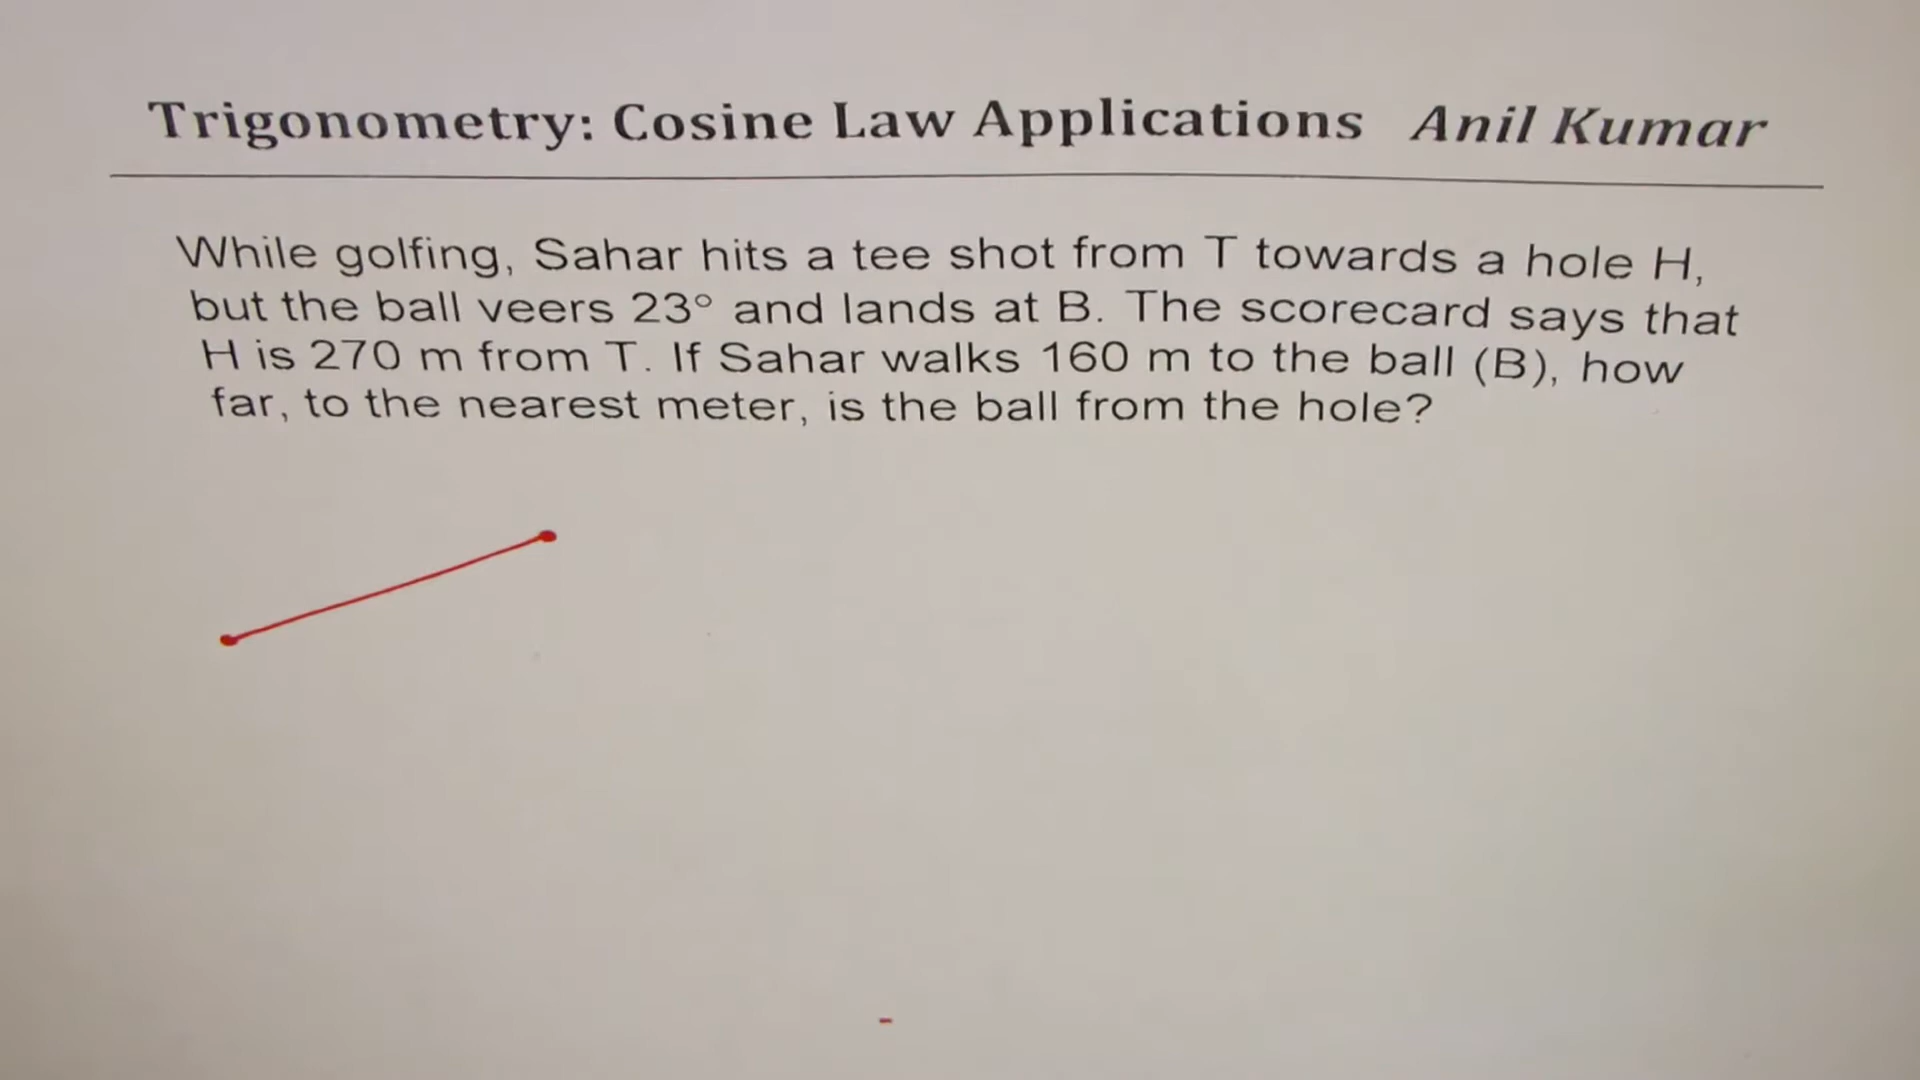 Trigonometry: Cosine Law Applications Anil Kumar
While golfing, Sahar hits a tee shot from T towards a hole H,
but the ball veers 23° and lands at B. The scorecard says that
H is 270 m from T. If Sahar walks 160 m to the ball (B), how
far, to the nearest meter, is the ball from the hole?